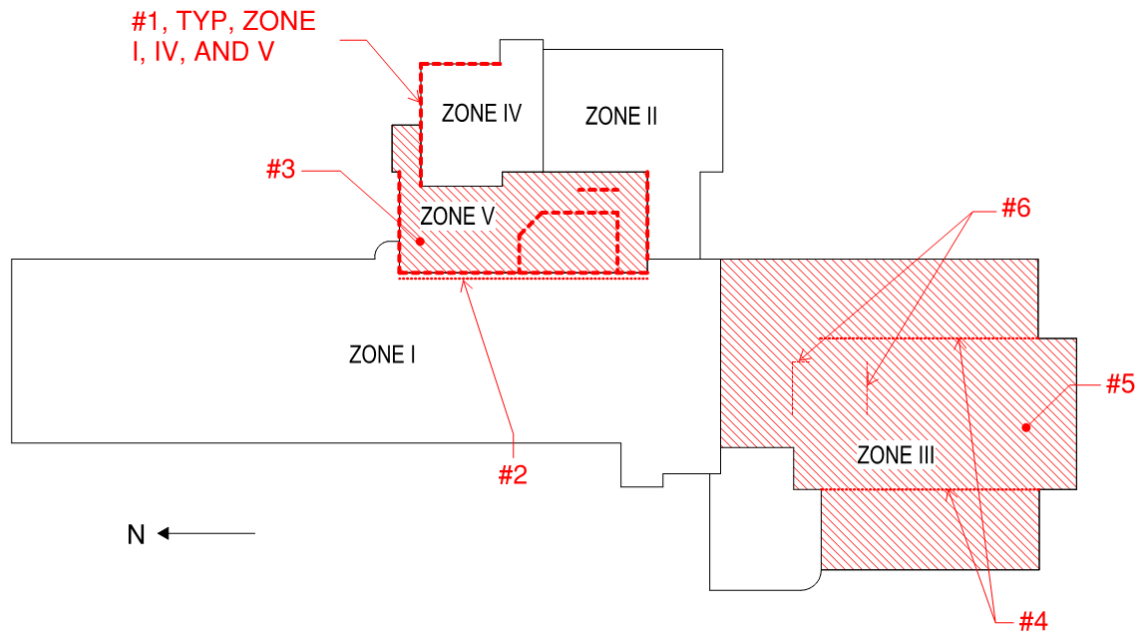 #1, TYP, ZONE
I, IV, AND V
ZONE IV
ZONE II
#3
ZONE V
#6
ZONE I
#5
ZONE III
#2
N
#4